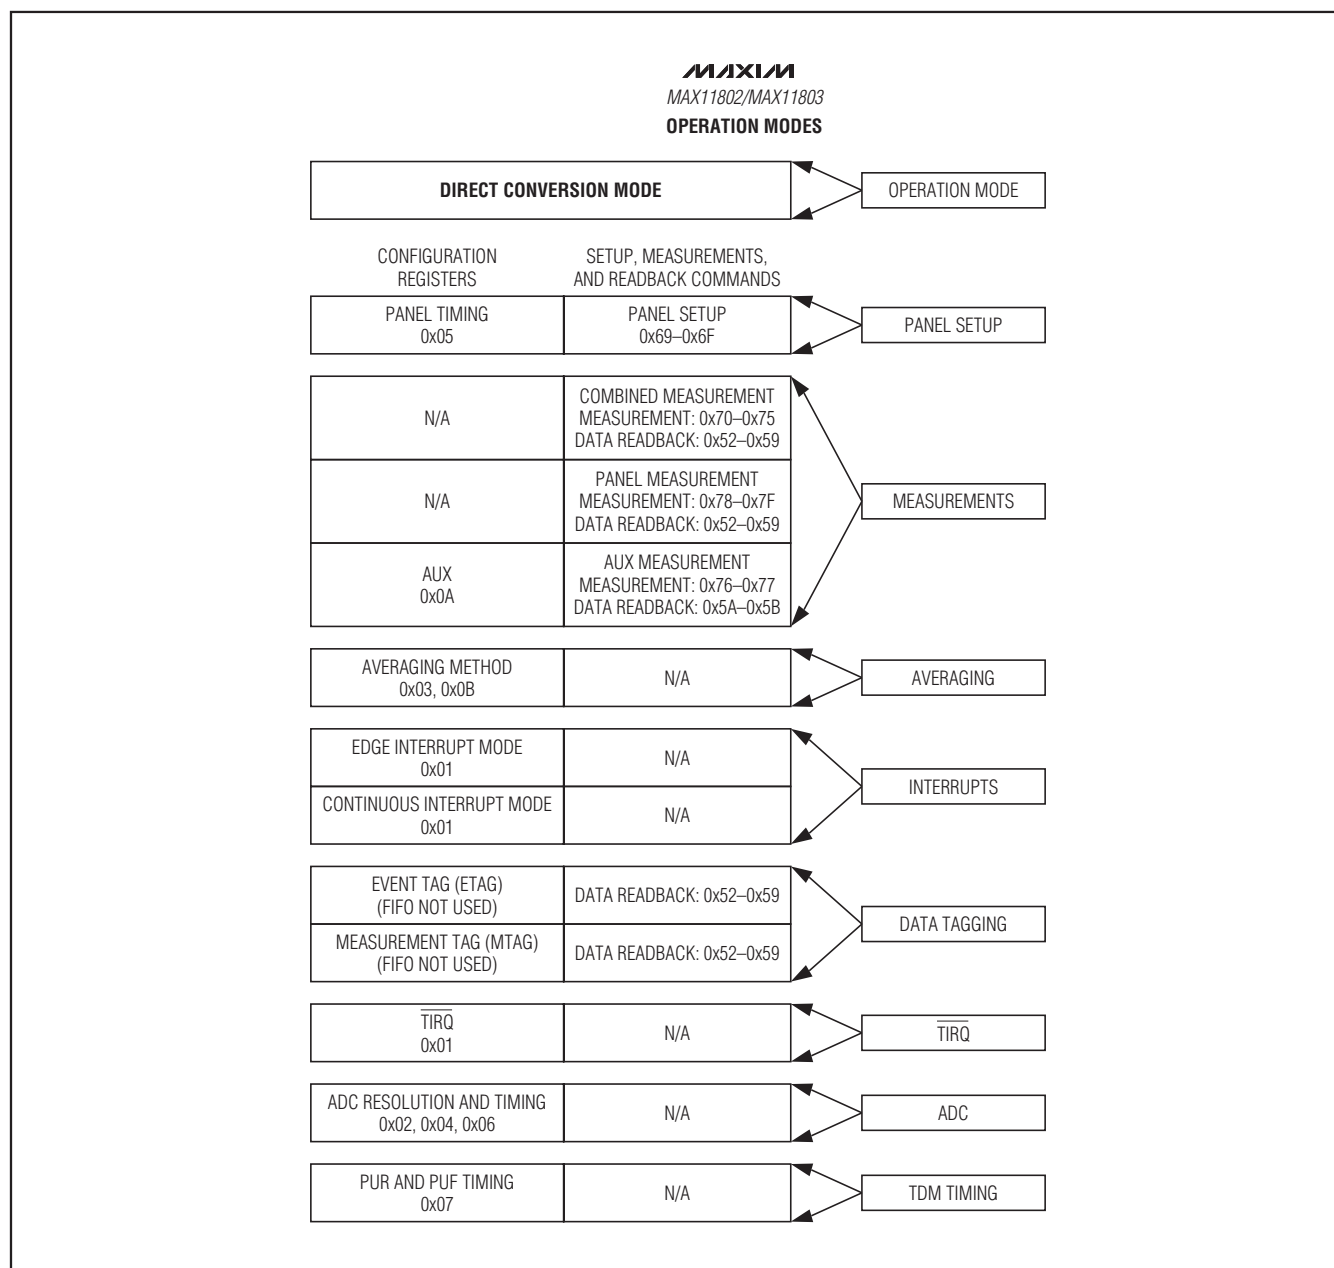 MAXIM
MAX11802/MAX11803
OPERATION MODES
DIRECT CONVERSION MODE
OPERATION MODE
CONFIGURATION
REGISTERS
SETUP, MEASUREMENTS,
AND READBACK COMMANDS
PANEL TIMING
0x05
PANEL SETUP
0x69–0x6F
PANEL SETUP
N/A
COMBINED MEASUREMENT
MEASUREMENT: 0x70–0x75
DATA READBACK: 0x52–0x59
N/A
PANEL MEASUREMENT
MEASUREMENT: 0x78–0x7F
DATA READBACK: 0x52–0x59
MEASUREMENTS
AUX
0x0A
AUX MEASUREMENT
MEASUREMENT: 0x76–0x77
DATA READBACK: 0x5A–0x5B
AVERAGING METHOD
0x03, 0x0B
N/A
AVERAGING
EDGE INTERRUPT MODE
0x01
N/A
INTERRUPTS
CONTINUOUS INTERRUPT MODE
0x01
N/A
EVENT TAG (ETAG)
(FIFO NOT USED)
DATA READBACK: 0x52–0x59
DATA TAGGING
MEASUREMENT TAG (MTAG)
(FIFO NOT USED)
DATA READBACK: 0x52–0x59
T̅I̅R̅Q̅
0x01
N/A
T̅I̅R̅Q̅
ADC RESOLUTION AND TIMING
0x02, 0x04, 0x06
N/A
ADC
PUR AND PUF TIMING
0x07
N/A
TDM TIMING